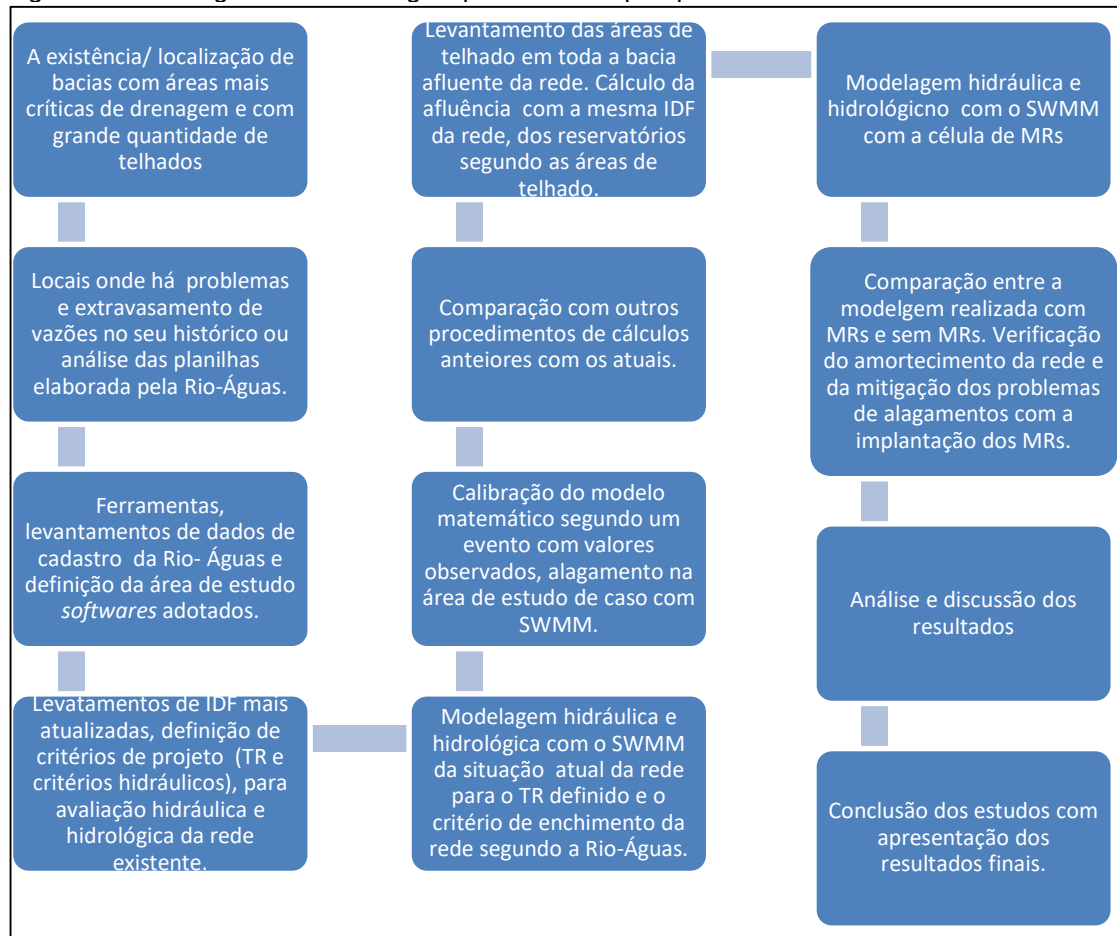 A existência/ localização de
bacias com áreas mais
críticas de drenagem e com
grande quantidade de
telhados
Locais onde há problemas
e extravasamento de
vazões no seu histórico ou
análise das planilhas
elaborada pela Rio-Águas.
Ferramentas,
levantamentos de dados de
cadastro da Rio- Águas e
definição da área de estudo
softwares adotados.
Levatamentos de IDF mais
atualizadas, definição de
critérios de projeto (TR e
critérios hidráulicos), para
avaliação hidráulica e
hidrológica da rede
existente.
Modelagem hidráulica e
hidrológica com o SWMM
da situação atual da rede
para o TR definido e o
critério de enchimento da
rede segundo a Rio-Águas.
Calibração do modelo
matemático segundo um
evento com valores
observados, alagamento na
área de estudo de caso com
SWMM.
Comparação com outros
procedimentos de cálculos
anteiores com os atuais.
Levantamento das áreas de
telhado em toda a bacia
afluente da rede. Cálculo da
afluência com a mesma IDF
da rede, dos reservatórios
segundo as áreas de
telhado.
Modelagem hidráulica e
hidrológicno com o SWMM
com a célula de MRs
Comparação entre a
modelgem realizada com
MRs e sem MRs. Verificação
do amortecimento da rede e
da mitigação dos problemas
de alagamentos com a
implantação dos MRs.
Análise e discussão dos
resultados
Conclusão dos estudos com
apresentação dos
resultados finais.